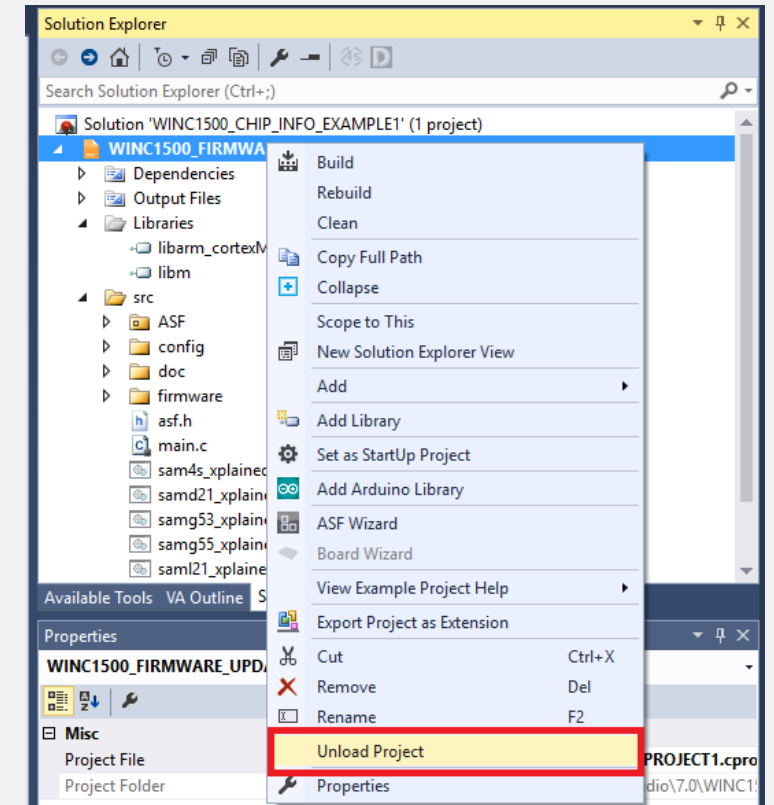 Solution Explorer
Search Solution Explorer (Ctrl+;)
Solution 'WINC1500_CHIP_INFO_EXAMPLE1' (1 project)
WINC1500_FIRMWA
Dependencies
Output Files
Libraries
libarm_cortexM
libm
src
ASF
config
doc
firmware
asf.h
main.c
sam4s_xplained
samd21_xplain
samg53_xplain
samg55_xplain
saml21_xplaine
Build
Rebuild
Clean
Copy Full Path
Collapse
Scope to This
New Solution Explorer View
Add
Add Library
Set as StartUp Project
Add Arduino Library
ASF Wizard
Board Wizard
View Example Project Help
Export Project as Extension
Cut Ctrl+X
Remove Del
Rename F2
Unload Project
Properties
Available Tools VA Outline S
Properties
WINC1500_FIRMWARE_UPDA
Misc
Project File PROJECT1.cpro
Project Folder dio\7.0\WINC1